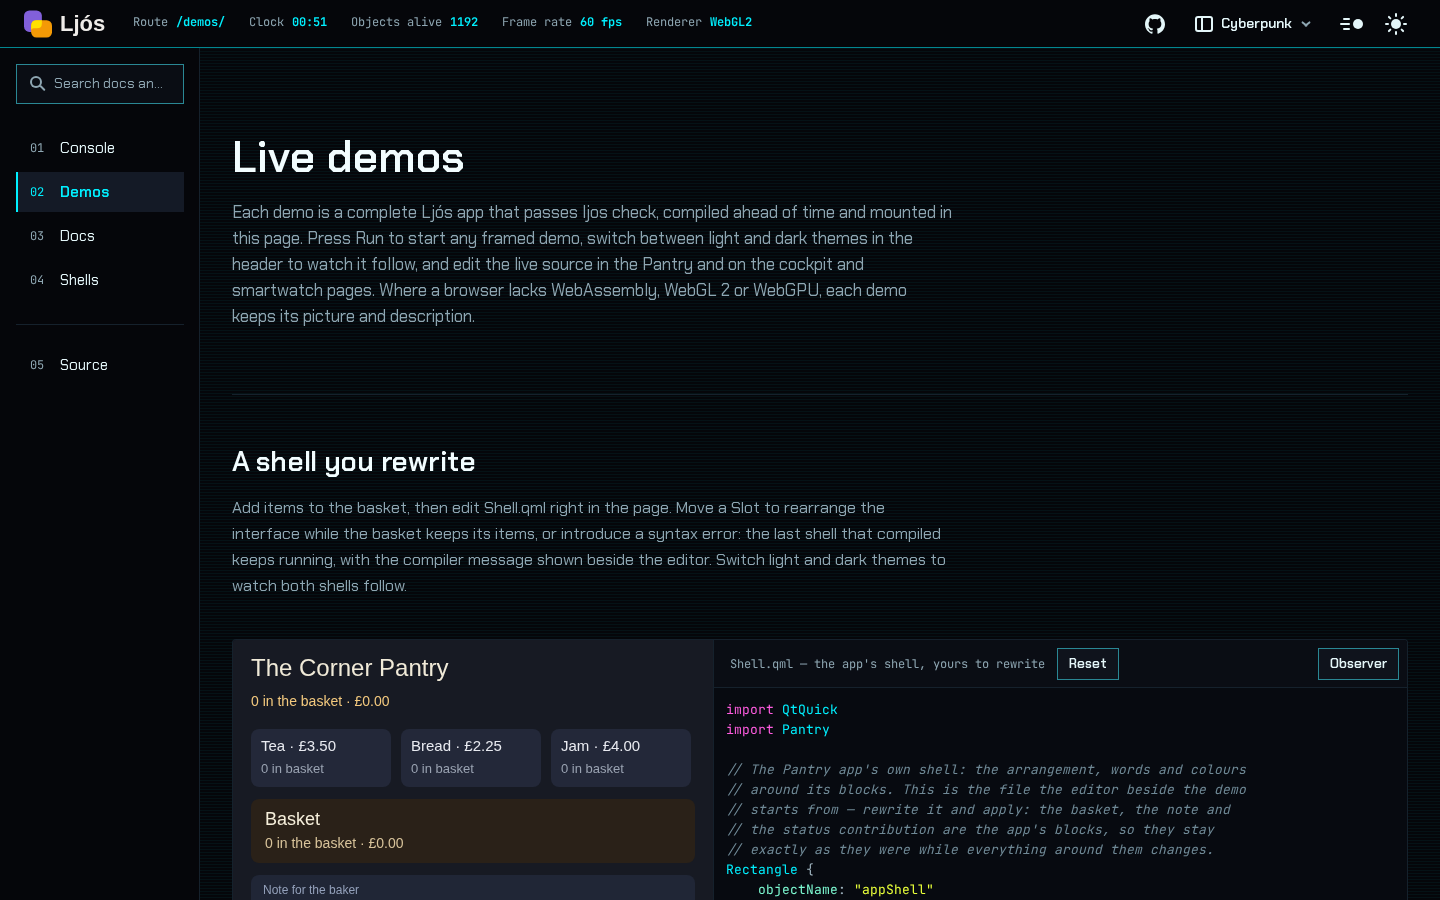 Ljós
Route /demos/ Clock 00:51 Objects alive 1192 Frame rate 60 fps Renderer WebGL2
Cyberpunk
Search docs an...
01 Console
02 Demos
03 Docs
04 Shells
05 Source
Live demos
Each demo is a complete Ljós app that passes ljos check, compiled ahead of time and mounted in
this page. Press Run to start any framed demo, switch between light and dark themes in the
header to watch it follow, and edit the live source in the Pantry and on the cockpit and
smartwatch pages. Where a browser lacks WebAssembly, WebGL 2 or WebGPU, each demo
keeps its picture and description.
A shell you rewrite
Add items to the basket, then edit Shell.qml right in the page. Move a Slot to rearrange the
interface while the basket keeps its items, or introduce a syntax error: the last shell that compiled
keeps running, with the compiler message shown beside the editor. Switch light and dark themes to
watch both shells follow.
The Corner Pantry
0 in the basket · £0.00
Tea · £3.50
0 in basket
Bread · £2.25
0 in basket
Jam · £4.00
0 in basket
Basket
0 in the basket · £0.00
Note for the baker
Shell.qml — the app's shell, yours to rewrite
Reset
Observer
import QtQuick
import Pantry
// The Pantry app's own shell: the arrangement, words and colours
// around its blocks. This is the file the editor beside the demo
// starts from — rewrite it and apply: the basket, the note and
// the status contribution are the app's blocks, so they stay
// exactly as they were while everything around them changes.
Rectangle {
objectName: "appShell"